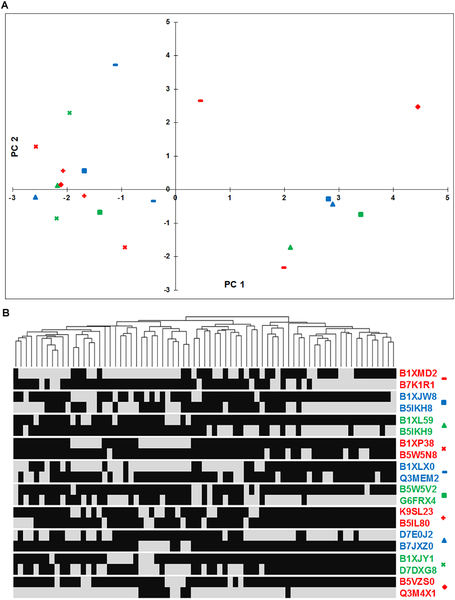 A
5
4
3
2
1
0
-3
-2
-1
0
1
2
3
4
5
-1
-2
-3
PC 2
PC 1
B
B1XMD2
B7K1R1
B1XJW8
B5IKH8
B1XL59
B5IKH9
B1XP38
B5W5N8
B1XLX0
Q3MEM2
B5W5V2
G6FRX4
K9SL23
B5IL80
D7E0J2
B7JXZ0
B1XJY1
D7DXG8
B5VZS0
Q3M4X1